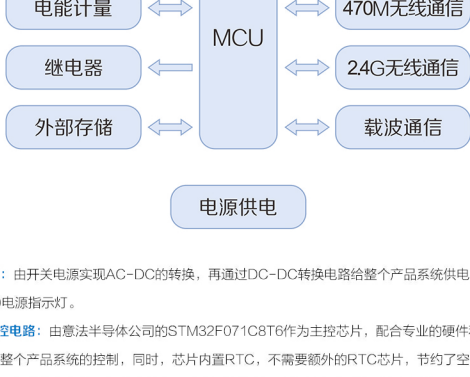 电能计量
470M无线通信
MCU
继电器
2.4G无线通信
外部存储
载波通信
电源供电
：由开关电源实现AC-DC的转换，再通过DC-DC转换电路给整个产品系统供电
电源指示灯。
控电路：由意法半导体公司的STM32F071C8T6作为主控芯片，配合专业的硬件
整个产品系统的控制，同时，芯片内置RTC，不需要额外的RTC芯片，节约了空